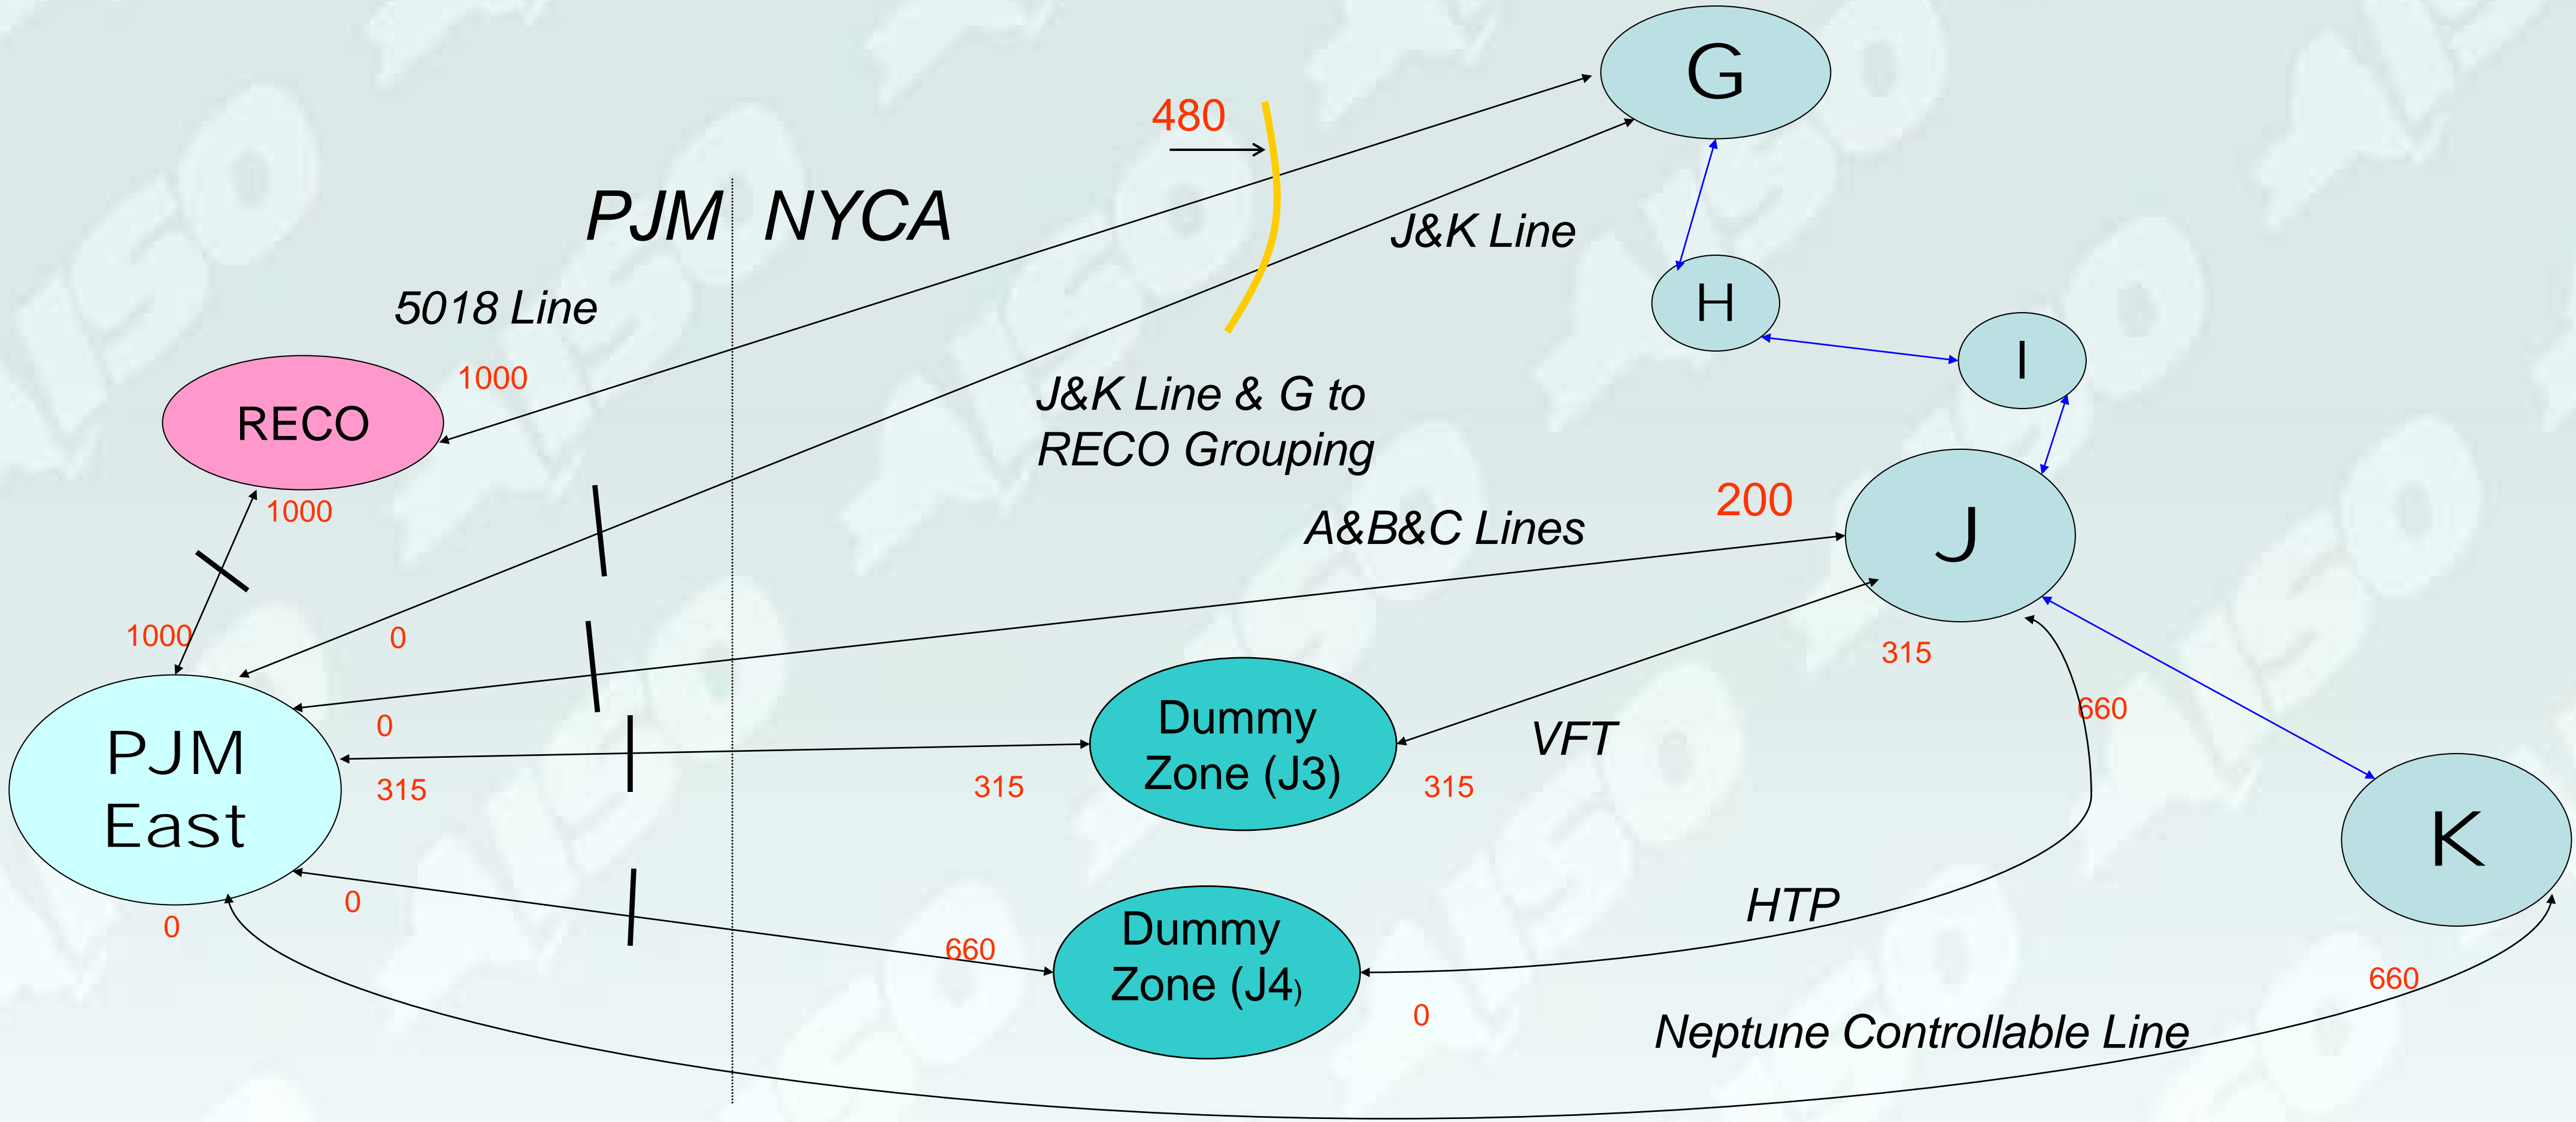 G
480
PJM NYCA
J&K Line
H
5018 Line
I
1000
J&K Line & G to
RECO Grouping
RECO
A&B&C Lines
200
1000
J
1000
0
315
660
0
Dummy
Zone (J3)
VFT
PJM
East
315
315
315
K
HTP
0
0
Dummy
Zone (J4)
660
0
660
Neptune Controllable Line
NYISO